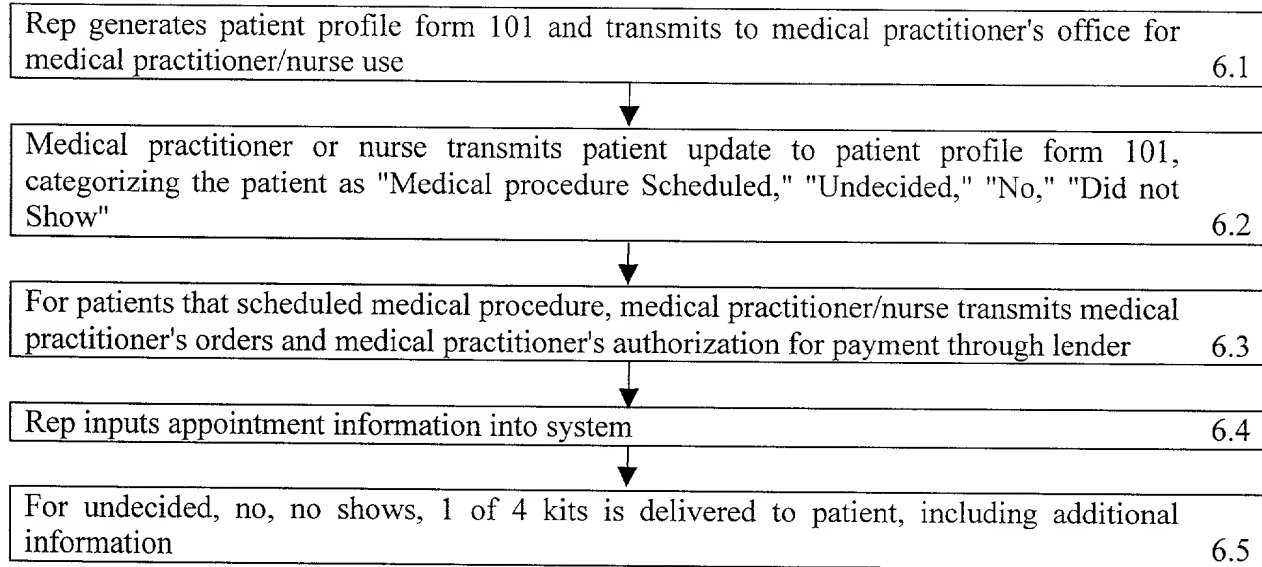 Rep generates patient profile form 101 and transmits to medical practitioner's office for
medical practitioner/nurse use 6.1
Medical practitioner or nurse transmits patient update to patient profile form 101,
categorizing the patient as "Medical procedure Scheduled," "Undecided," "No," "Did not
Show" 6.2
For patients that scheduled medical procedure, medical practitioner/nurse transmits medical
practitioner's orders and medical practitioner's authorization for payment through lender 6.3
Rep inputs appointment information into system 6.4
For undecided, no, no shows, 1 of 4 kits is delivered to patient, including additional
information 6.5